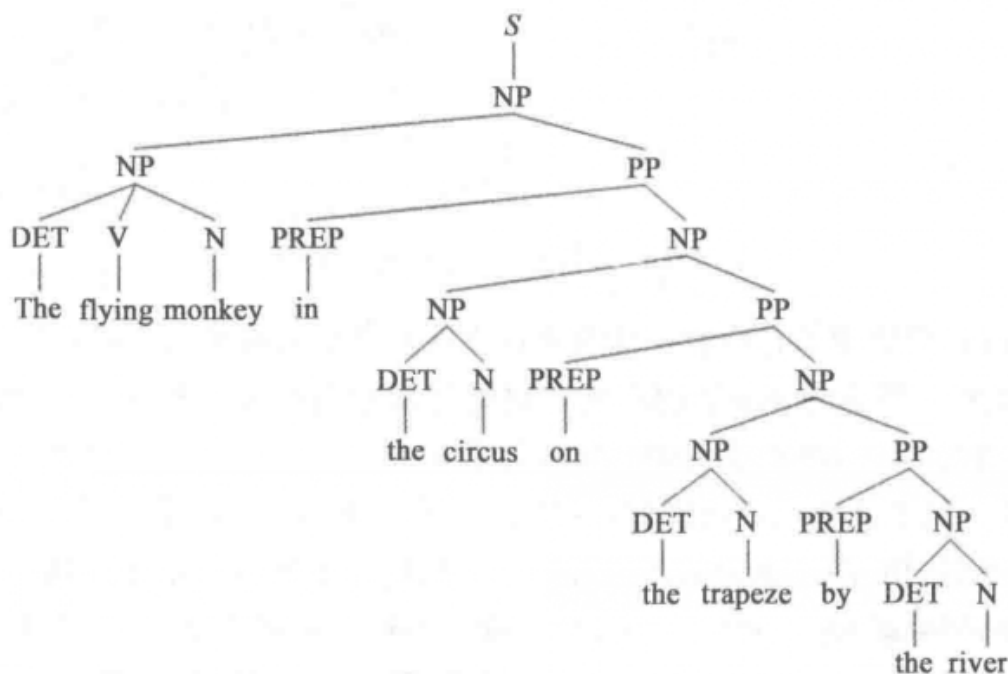 S
NP
NP PP
DET V N PREP NP
The flying monkey in NP PP
DET N PREP NP
the circus on NP PP
DET N PREP NP
the trapeze by DET N
the river